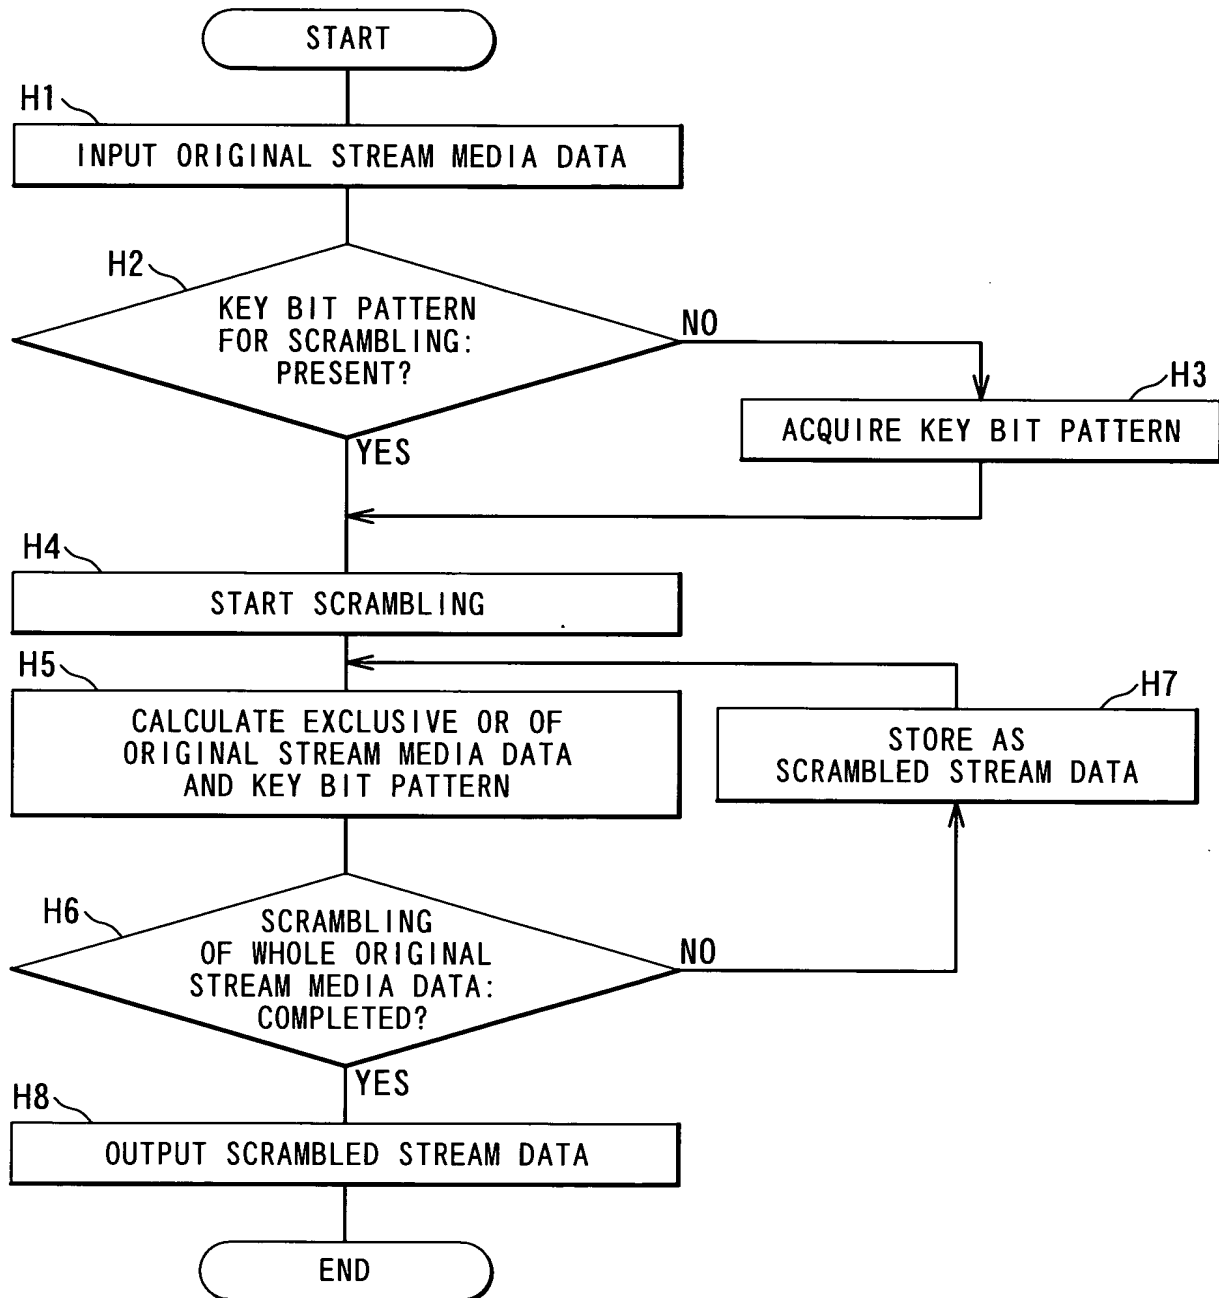 START
H1
INPUT ORIGINAL STREAM MEDIA DATA
H2
KEY BIT PATTERN
FOR SCRAMBLING:
PRESENT?
NO
H3
ACQUIRE KEY BIT PATTERN
YES
H4
START SCRAMBLING
H5
CALCULATE EXCLUSIVE OR OF
ORIGINAL STREAM MEDIA DATA
AND KEY BIT PATTERN
H7
STORE AS
SCRAMBLED STREAM DATA
H6
SCRAMBLING
OF WHOLE ORIGINAL
STREAM MEDIA DATA:
COMPLETED?
NO
YES
H8
OUTPUT SCRAMBLED STREAM DATA
END